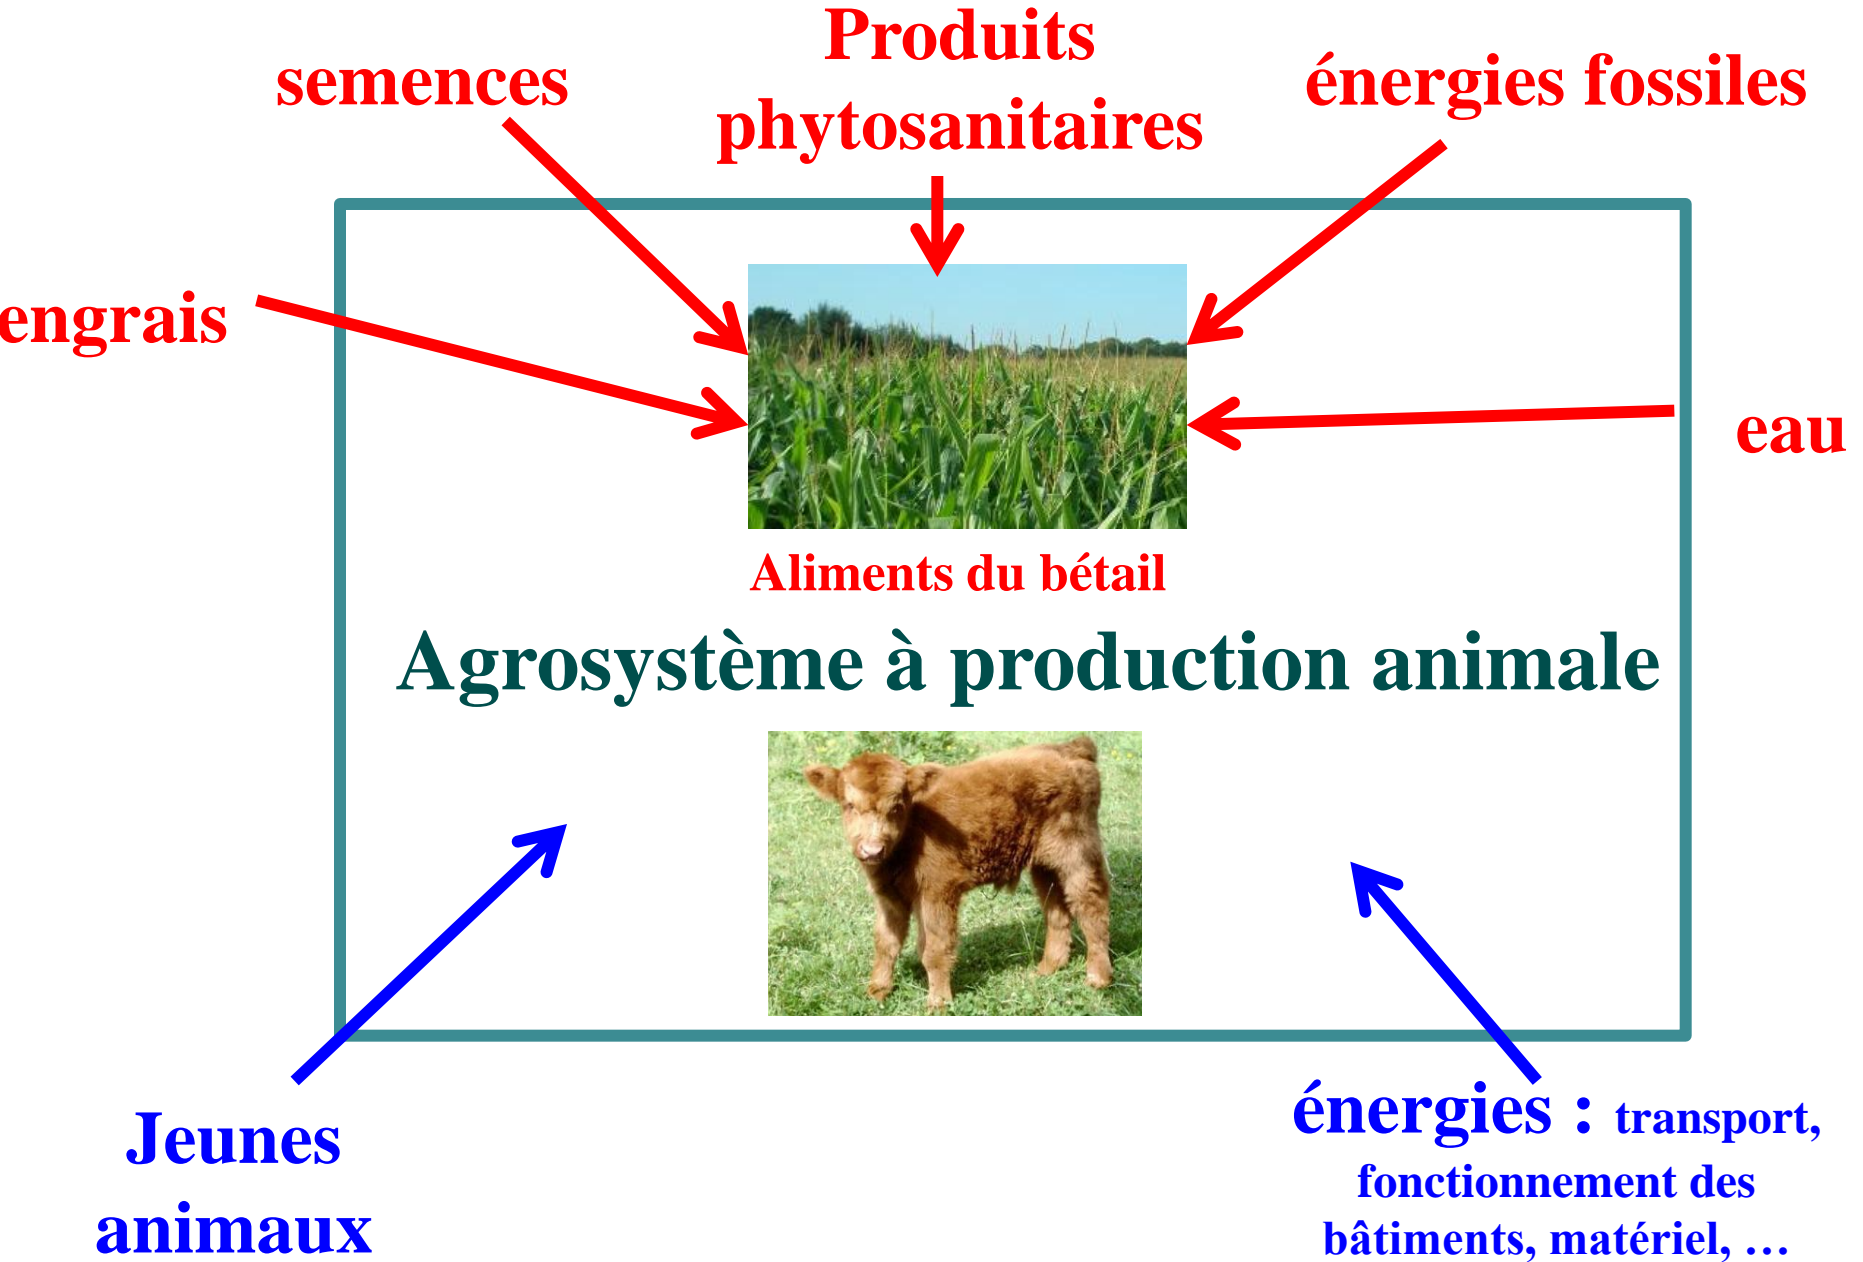 Produits
phytosanitaires
semences
énergies fossiles
engrais
eau
Aliments du bétail
Agrosystème à production animale
Jeunes
animaux
énergies : transport,
fonctionnement des
bâtiments, matériel, …